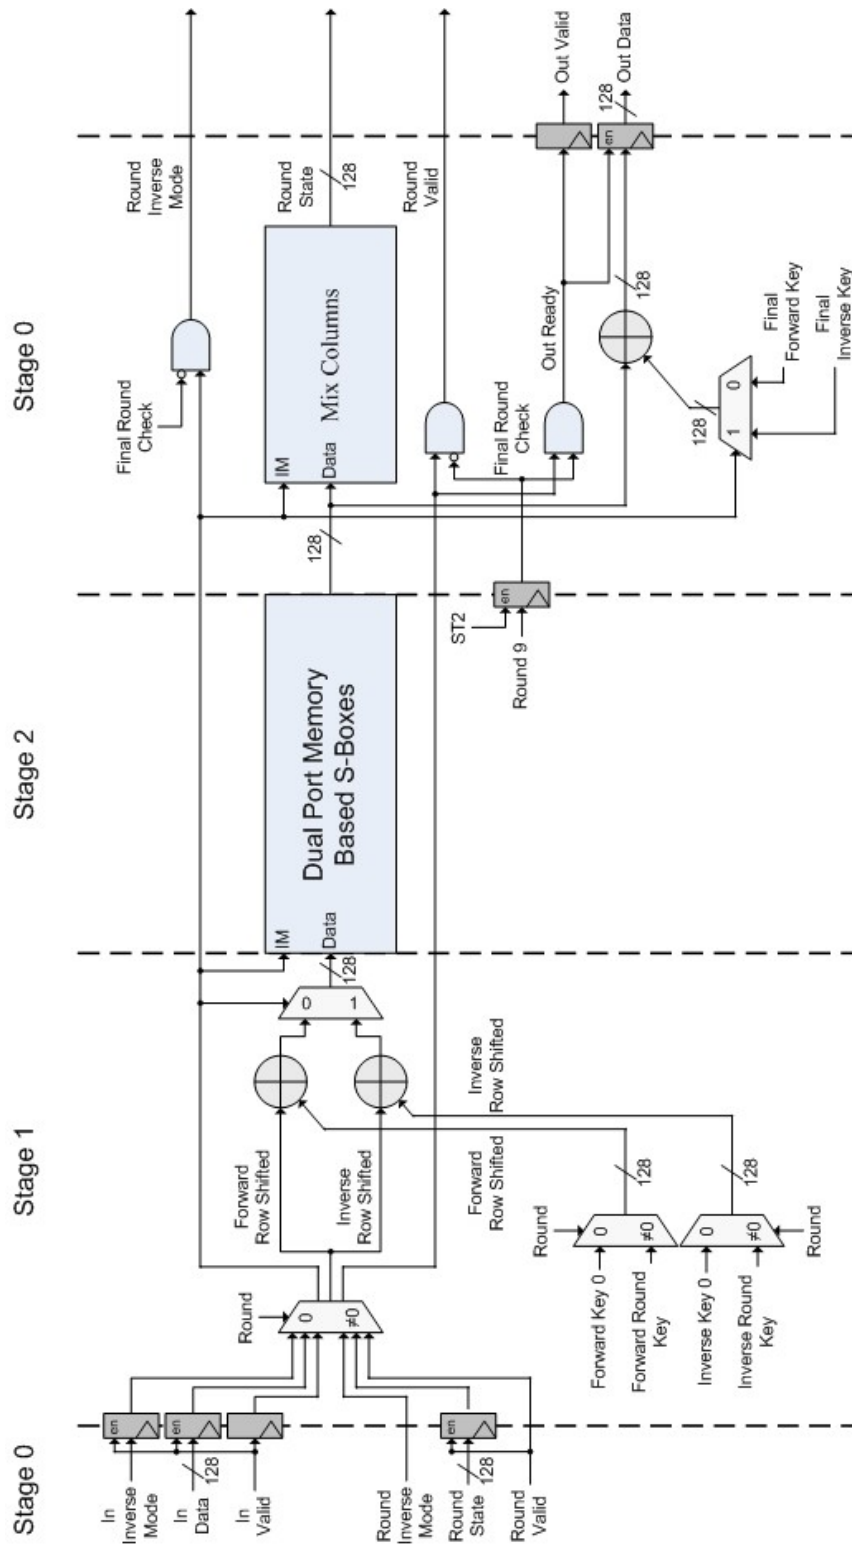 Stage 0
Stage 1
Stage 2
Stage 0
In
Inverse
Mode
In
Data
In
Valid
Round
Inverse
Mode
Round
State
Round
Valid
en
en
128
en
128
Round
0
≠0
Forward
Row Shifted
Inverse
Row Shifted
Forward
Row Shifted
Inverse
Row Shifted
Round
Forward Key 0
Forward Round
Key
0
≠0
128
Inverse Key 0
Inverse Round
Key
0
≠0
Round
128
0
1
128
IM
Data
Dual Port Memory
Based S-Boxes
ST2
Round 9
en
128
IM
Data
Mix Columns
Final Round
Check
Final Round
Check
Out Ready
128
1
0
Final
Forward Key
Final
Inverse Key
128
Round
Inverse
Mode
Round
State
128
Round
Valid
en
Out Valid
128
Out Data